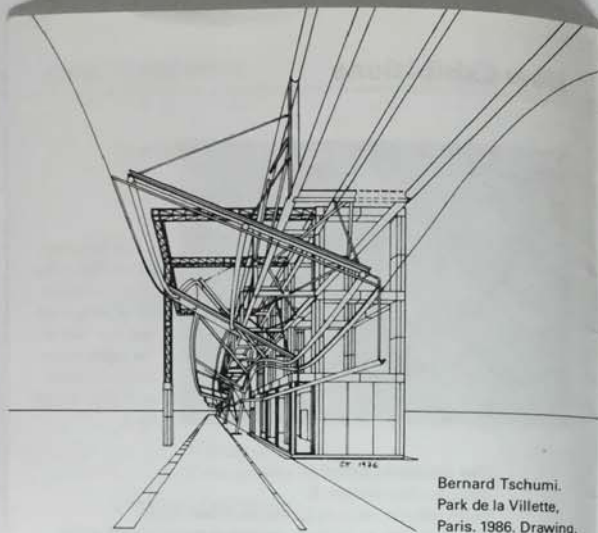 Bernard Tschumi.
Park de la Villette,
Paris. 1986. Drawing.